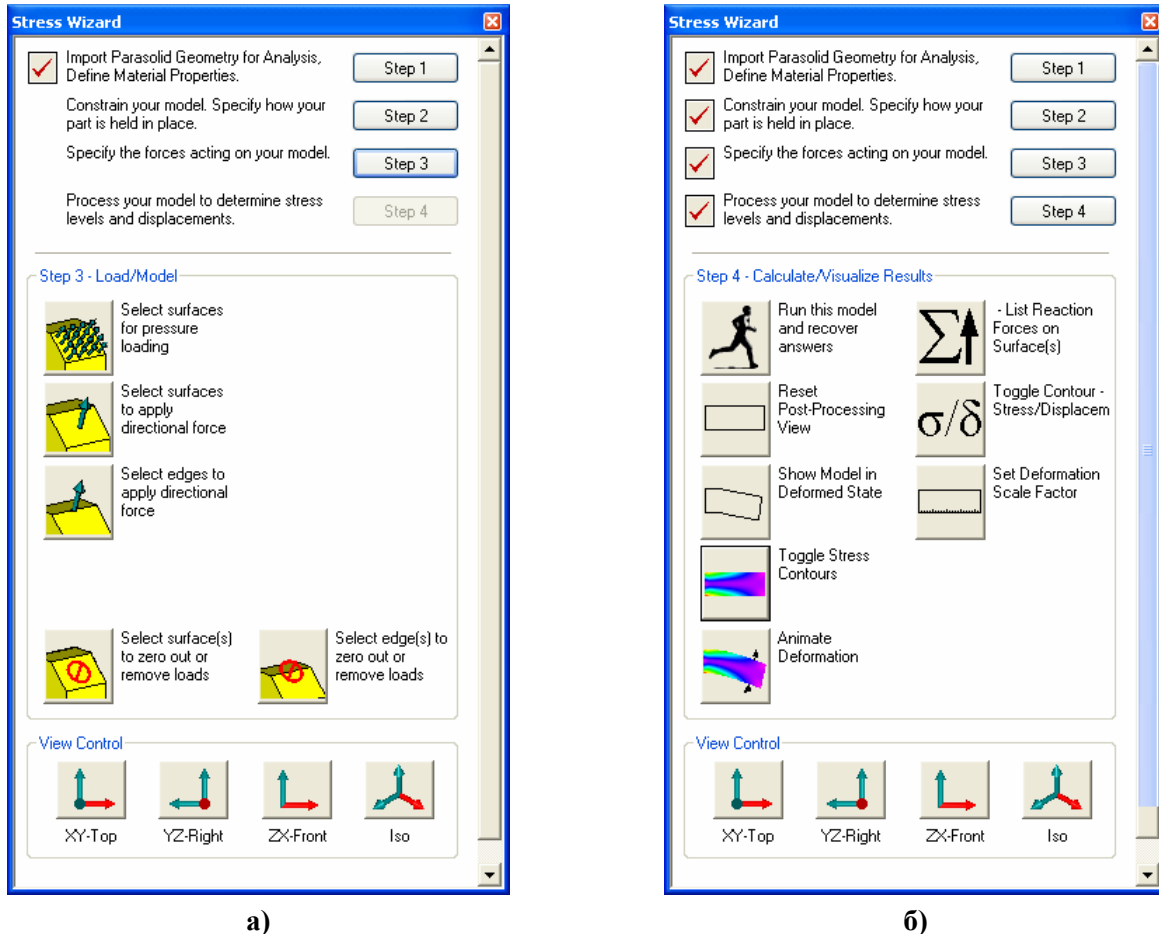 Stress Wizard
Import Parasolid Geometry for Analysis,
Define Material Properties.
Step 1
Constrain your model. Specify how your
part is held in place.
Step 2
Specify the forces acting on your model.
Step 3
Process your model to determine stress
levels and displacements.
Step 4
Step 3 - Load/Model
Select surfaces
for pressure
loading
Select surfaces
to apply
directional force
Select edges to
apply directional
force
Select surface(s)
to zero out or
remove loads
Select edge(s) to
zero out or
remove loads
View Control
XY-Top
YZ-Right
ZX-Front
Iso
а)
Stress Wizard
Import Parasolid Geometry for Analysis,
Define Material Properties.
Step 1
Constrain your model. Specify how your
part is held in place.
Step 2
Specify the forces acting on your model.
Step 3
Process your model to determine stress
levels and displacements.
Step 4
Step 4 - Calculate/Visualize Results
Run this model
and recover
answers
Σ
- List Reaction
Forces on
Surface(s)
Reset
Post-Processing
View
σ/δ
Toggle Contour -
Stress/Displacem
Show Model in
Deformed State
Set Deformation
Scale Factor
Toggle Stress
Contours
Animate
Deformation
View Control
XY-Top
YZ-Right
ZX-Front
Iso
б)